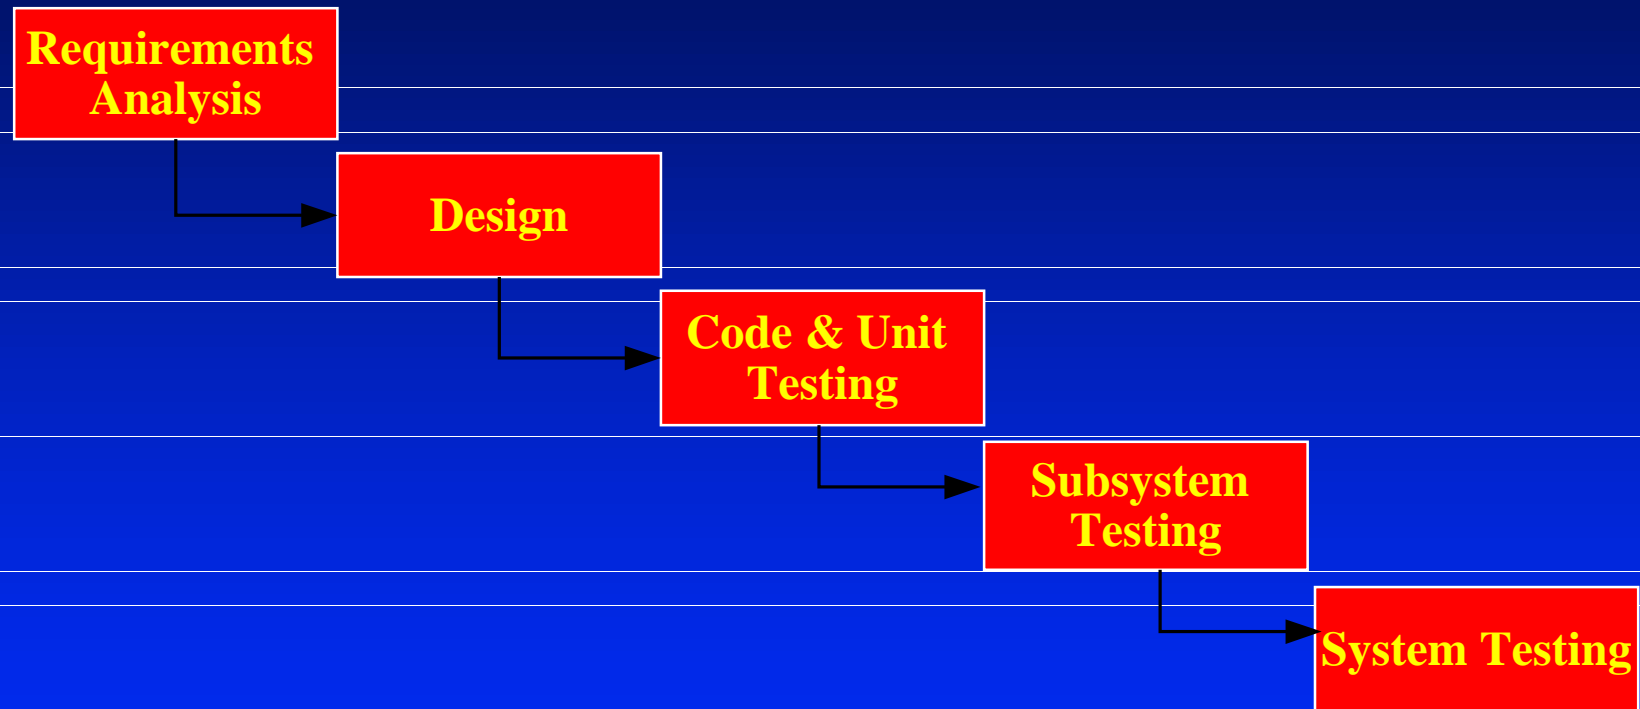 Requirements
Analysis
Design
Code & Unit
Testing
Subsystem
Testing
System Testing